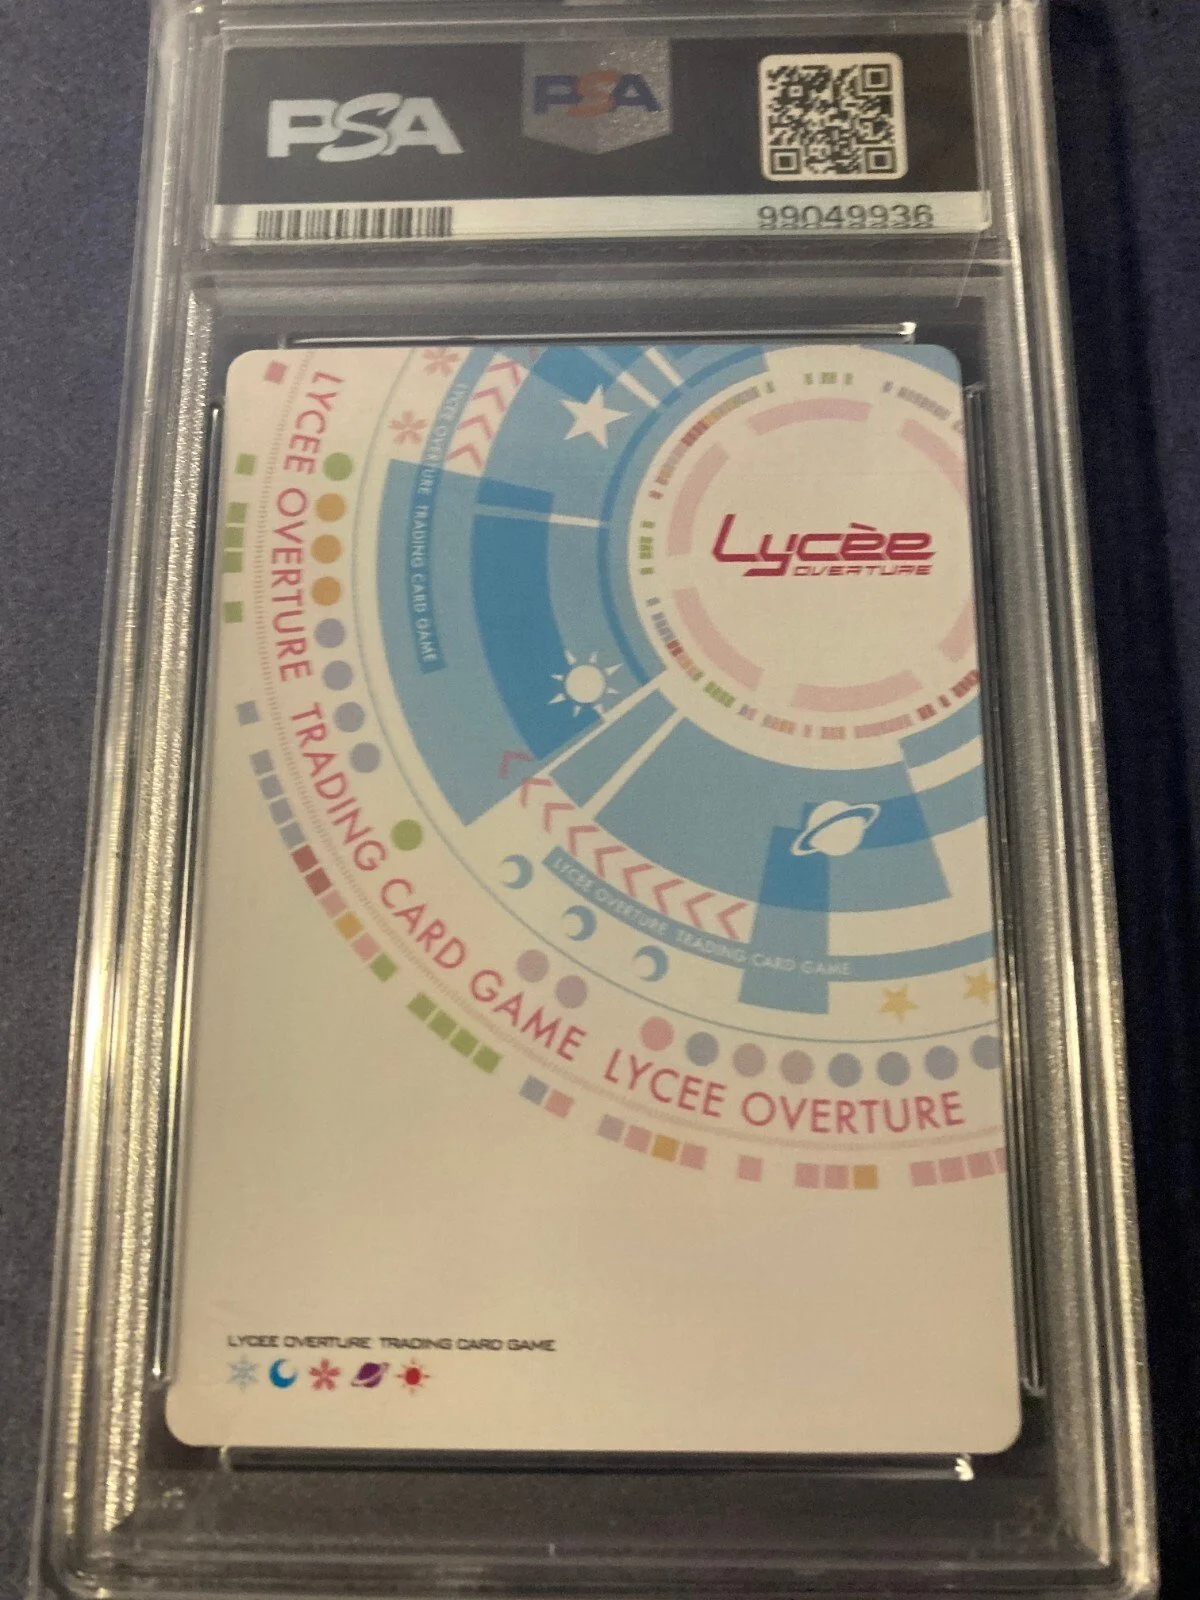 PSA
PSA
99049936
LYCEE OVERTURE TRADING CARD GAME LYCEE OVERTURE
LYCEE OVERTURE TRADING CARD GAME
Lycèe
OVERTURE
LYCEE OVERTURE TRADING CARD GAME
LYCEE OVERTURE TRADING CARD GAME